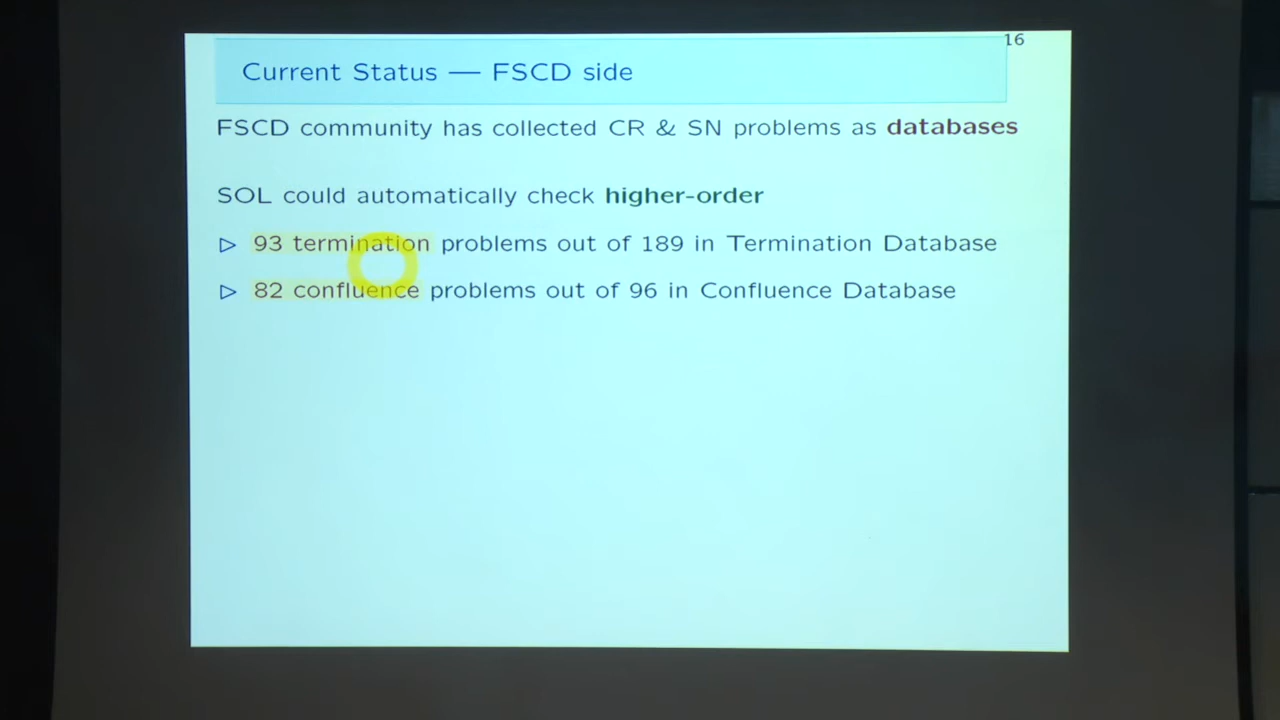 16
Current Status — FSCD side
FSCD community has collected CR & SN problems as databases
SOL could automatically check higher-order
▷ 93 termination problems out of 189 in Termination Database
▷ 82 confluence problems out of 96 in Confluence Database